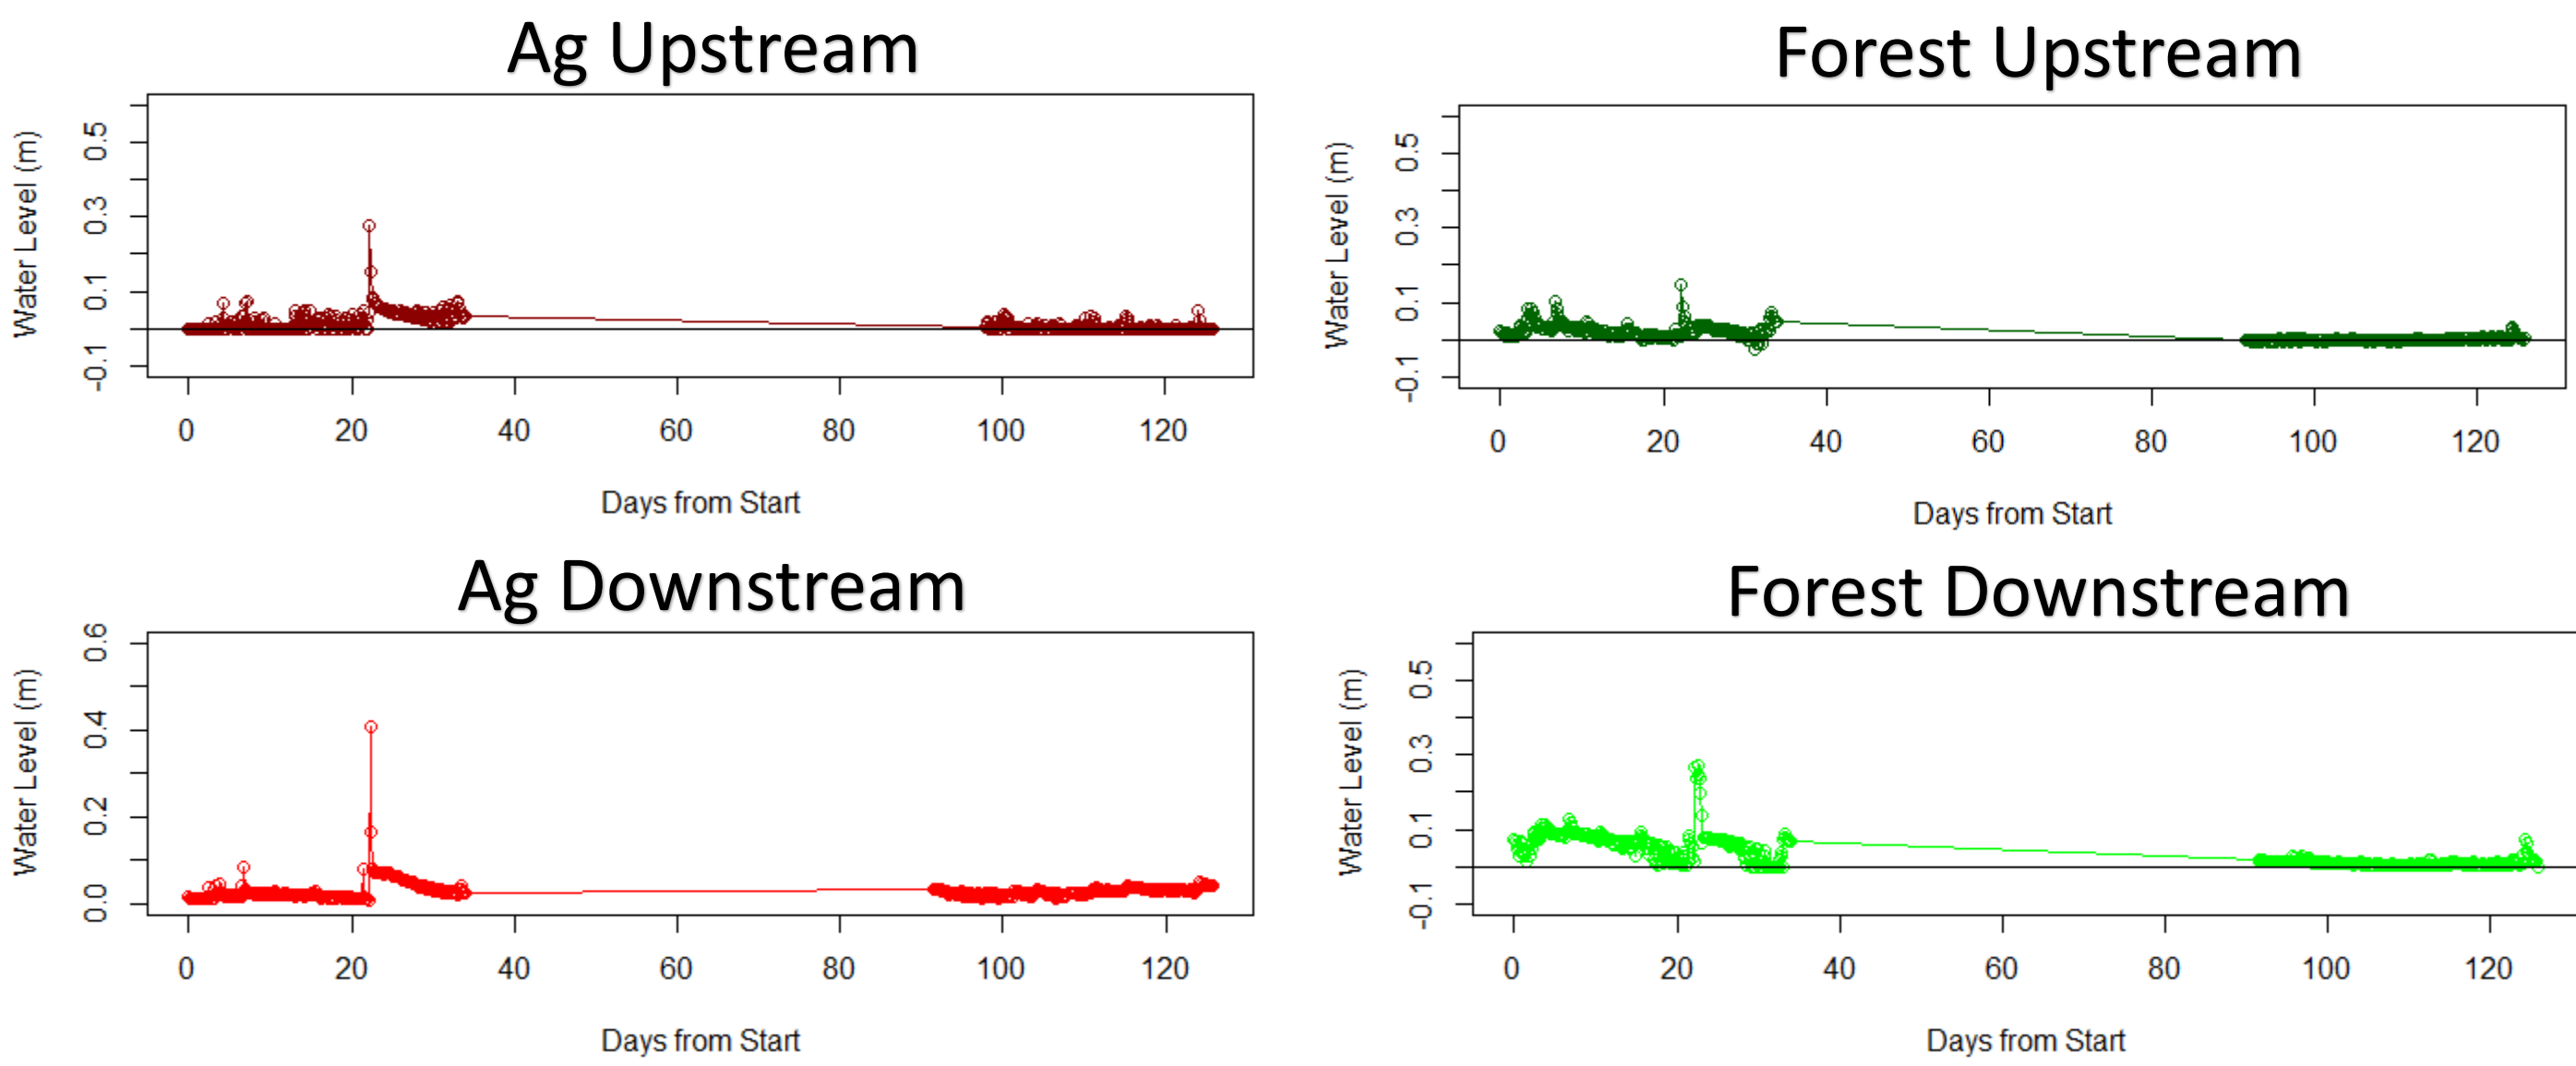 Ag Upstream
Water Level (m)
-0.1 0.1 0.3 0.5
0 20 40 60 80 100 120
Days from Start
Forest Upstream
Water Level (m)
-0.1 0.1 0.3 0.5
0 20 40 60 80 100 120
Days from Start
Ag Downstream
Water Level (m)
0.0 0.2 0.4 0.6
0 20 40 60 80 100 120
Days from Start
Forest Downstream
Water Level (m)
-0.1 0.1 0.3 0.5
0 20 40 60 80 100 120
Days from Start